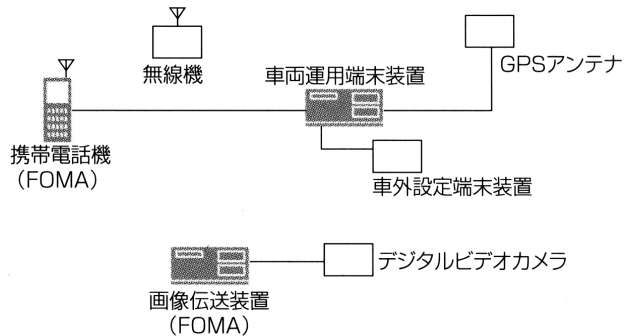 無線機
車両運用端末装置
GPSアンテナ
携帯電話機
（FOMA）
車外設定端末装置
デジタルビデオカメラ
画像伝送装置
（FOMA）